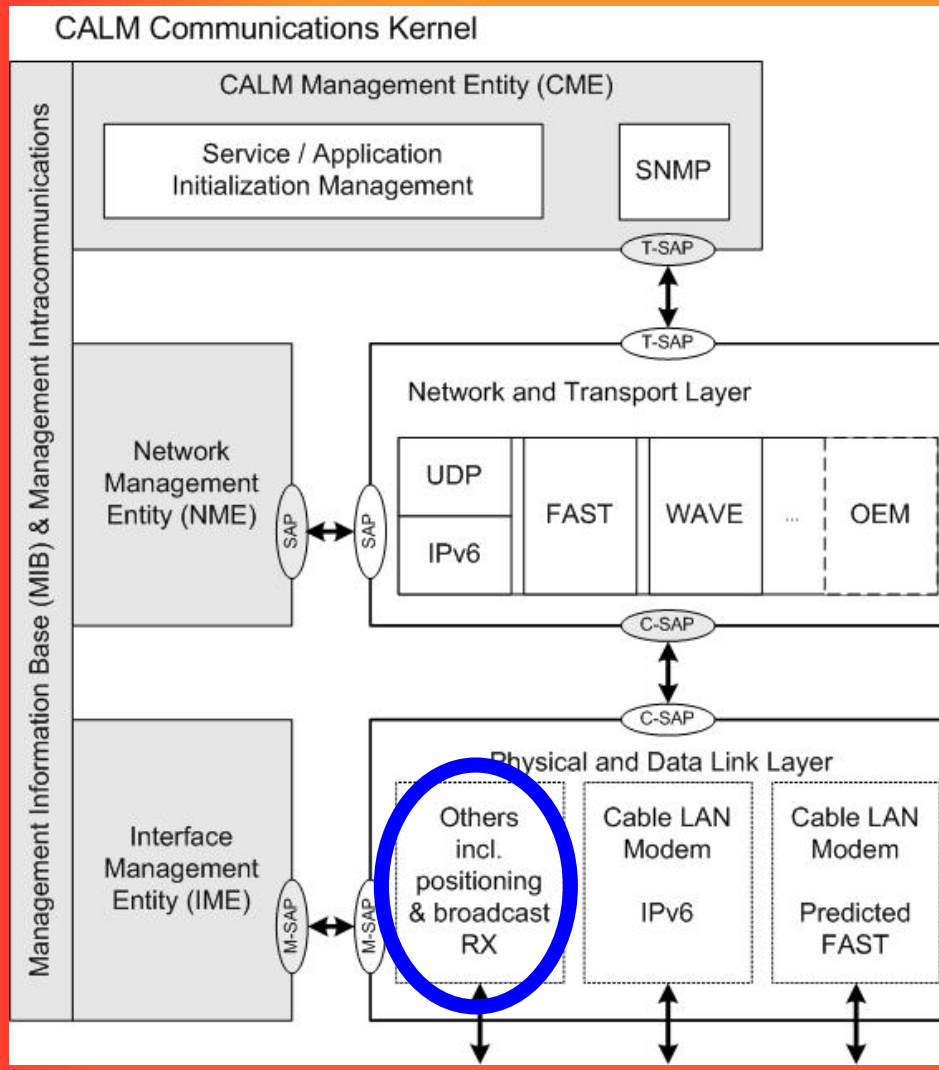 CALM Communications Kernel
Management Information Base (MIB) & Management Intracommunications
CALM Management Entity (CME)
Service / Application
Initialization Management
SNMP
T-SAP
T-SAP
Network
Management
Entity (NME)
SAP
SAP
Network and Transport Layer
UDP
IPv6
FAST
WAVE
...
OEM
C-SAP
C-SAP
Interface
Management
Entity (IME)
M-SAP
M-SAP
Physical and Data Link Layer
Others
incl.
positioning
& broadcast
RX
Cable LAN
Modem
IPv6
Cable LAN
Modem
Predicted
FAST